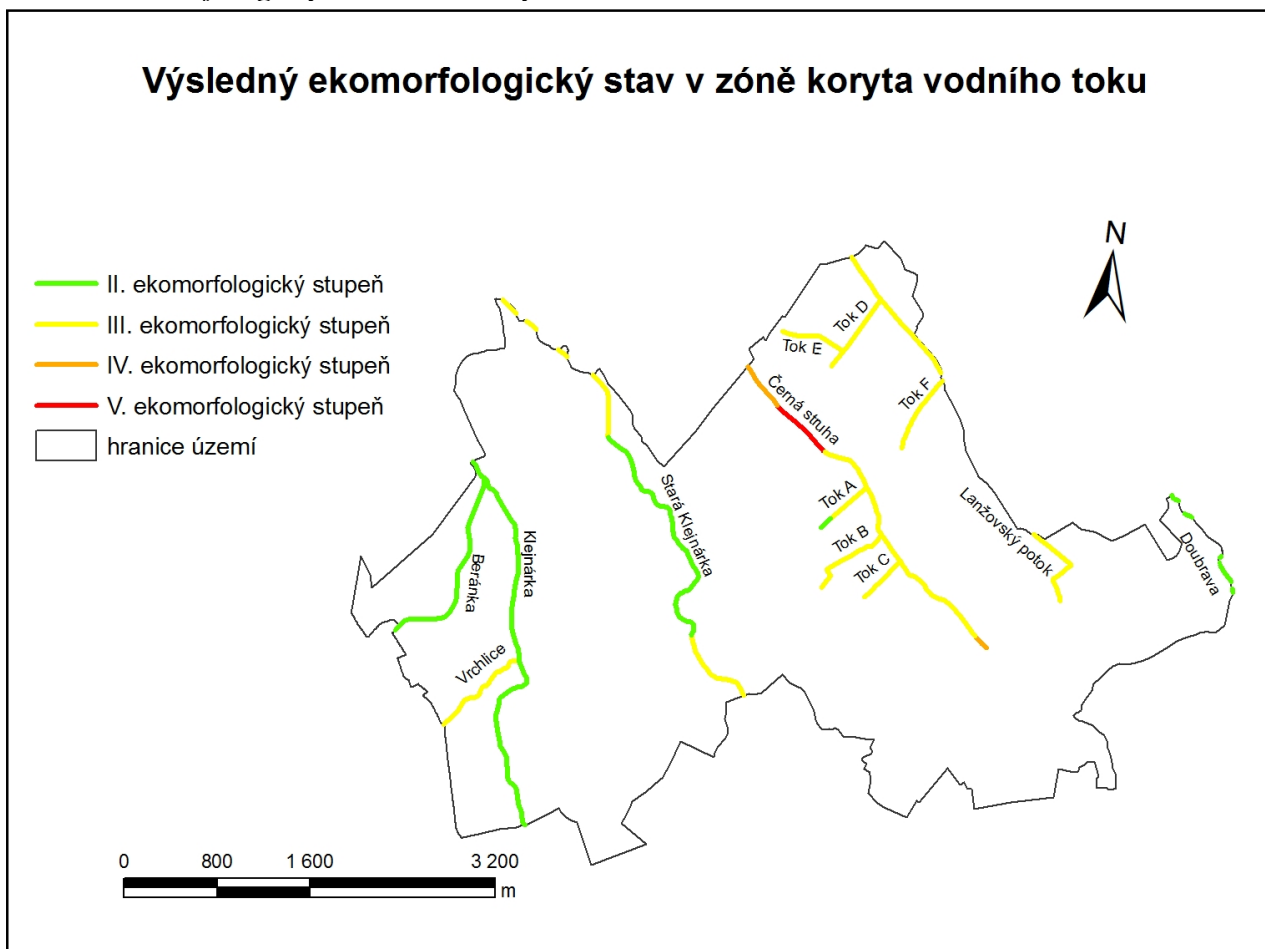 Výsledný ekomorfologický stav v zóně koryta vodního toku
N
II. ekomorfologický stupeň
III. ekomorfologický stupeň
IV. ekomorfologický stupeň
V. ekomorfologický stupeň
hranice území
Tok D
Tok E
Tok F
Černá struha
Stará Klejnárka
Tok A
Tok B
Tok C
Lanžovský potok
Doubrava
Klejnárka
Beránka
Vrchlice
0 800 1 600 3 200
m